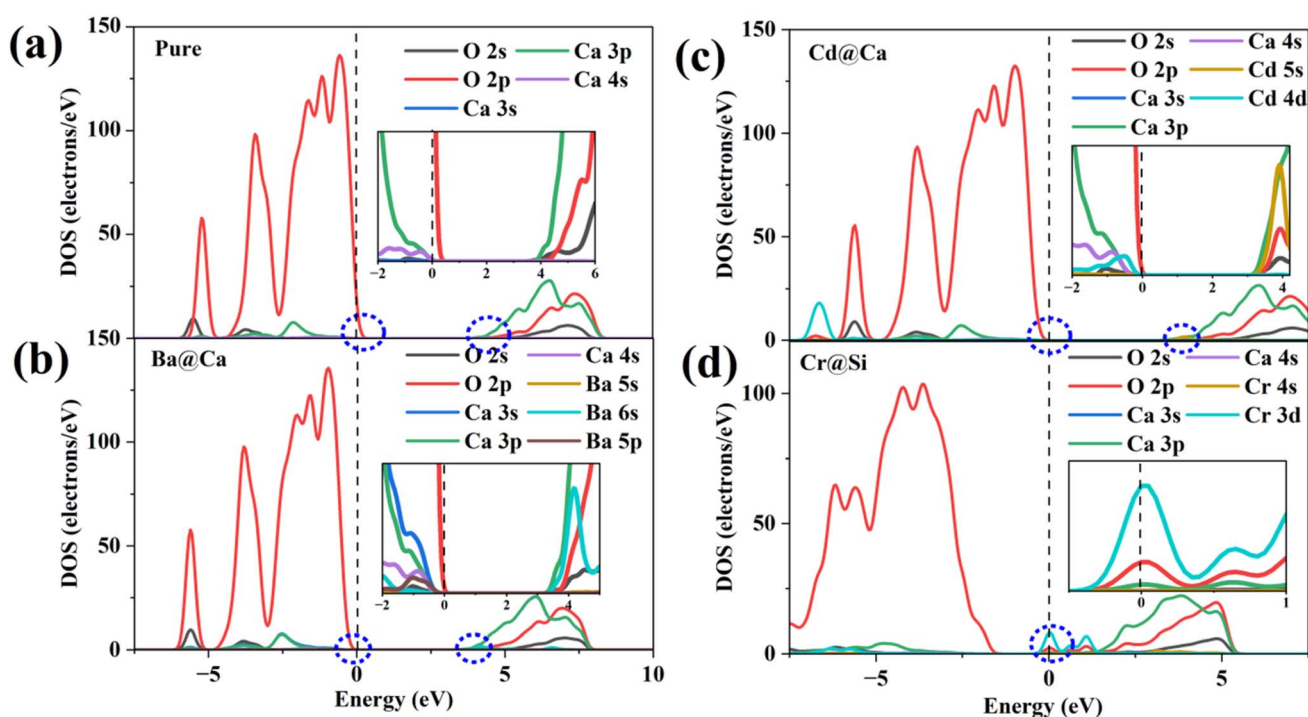 (a)
Pure
150
100
50
150
DOS (electrons/eV)
O 2s
Ca 3p
O 2p
Ca 4s
Ca 3s
−2
0
2
4
6
(b)
Ba@Ca
100
50
0
DOS (electrons/eV)
O 2s
Ca 4s
O 2p
Ba 5s
Ca 3s
Ba 6s
Ca 3p
Ba 5p
−2
0
2
4
−5
0
5
10
Energy (eV)
(c)
Cd@Ca
150
100
50
0
DOS (electrons/eV)
O 2s
Ca 4s
O 2p
Cd 5s
Ca 3s
Cd 4d
Ca 3p
−2
0
2
4
(d)
Cr@Si
100
50
0
DOS (electrons/eV)
O 2s
Ca 4s
O 2p
Cr 4s
Ca 3s
Cr 3d
Ca 3p
0
1
−5
0
5
Energy (eV)